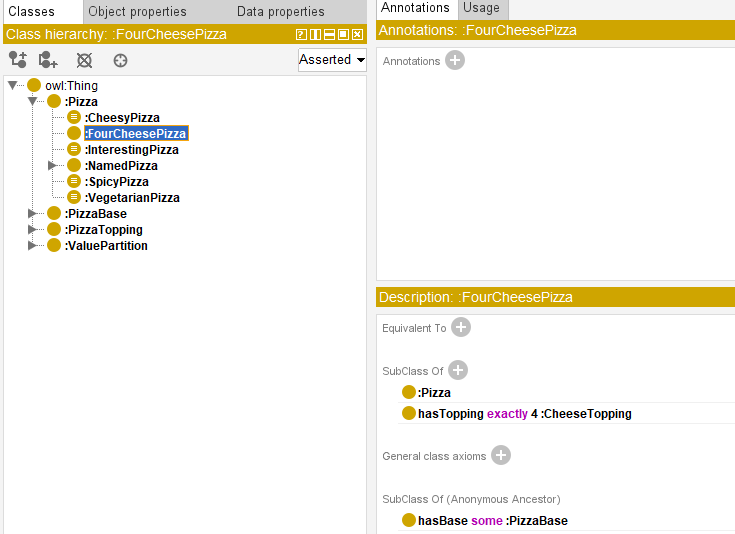 Classes Object properties Data properties
Class hierarchy: :FourCheesePizza
Asserted
owl:Thing
:Pizza
:CheesyPizza
:FourCheesePizza
:InterestingPizza
:NamedPizza
:SpicyPizza
:VegetarianPizza
:PizzaBase
:PizzaTopping
:ValuePartition
Annotations Usage
Annotations: :FourCheesePizza
Annotations
Description: :FourCheesePizza
Equivalent To
SubClass Of
:Pizza
hasTopping exactly 4 :CheeseTopping
General class axioms
SubClass Of (Anonymous Ancestor)
hasBase some :PizzaBase